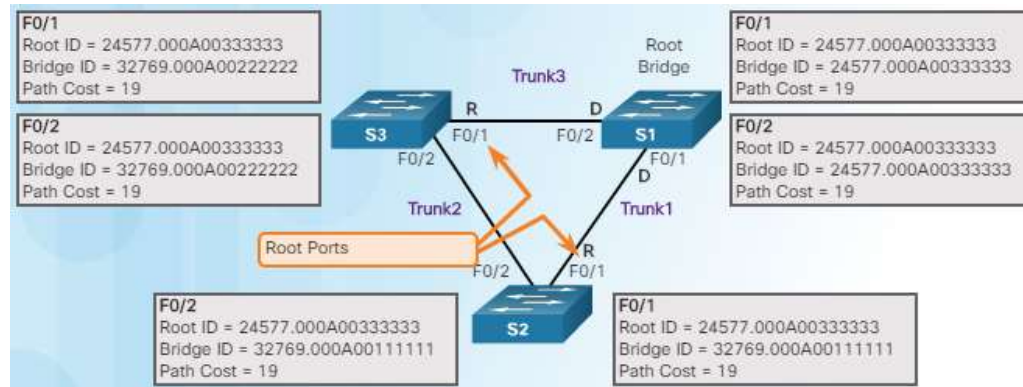 F0/1
Root ID = 24577.000A00333333
Bridge ID = 32769.000A00222222
Path Cost = 19
F0/2
Root ID = 24577.000A00333333
Bridge ID = 32769.000A00222222
Path Cost = 19
Root
Bridge
Trunk3
R
D
S3
F0/1
F0/2
S1
F0/2
F0/1
D
F0/1
Root ID = 24577.000A00333333
Bridge ID = 24577.000A00333333
Path Cost = 19
F0/2
Root ID = 24577.000A00333333
Bridge ID = 24577.000A00333333
Path Cost = 19
Trunk2
Trunk1
Root Ports
R
F0/2
F0/1
S2
F0/2
Root ID = 24577.000A00333333
Bridge ID = 32769.000A00111111
Path Cost = 19
F0/1
Root ID = 24577.000A00333333
Bridge ID = 32769.000A00111111
Path Cost = 19